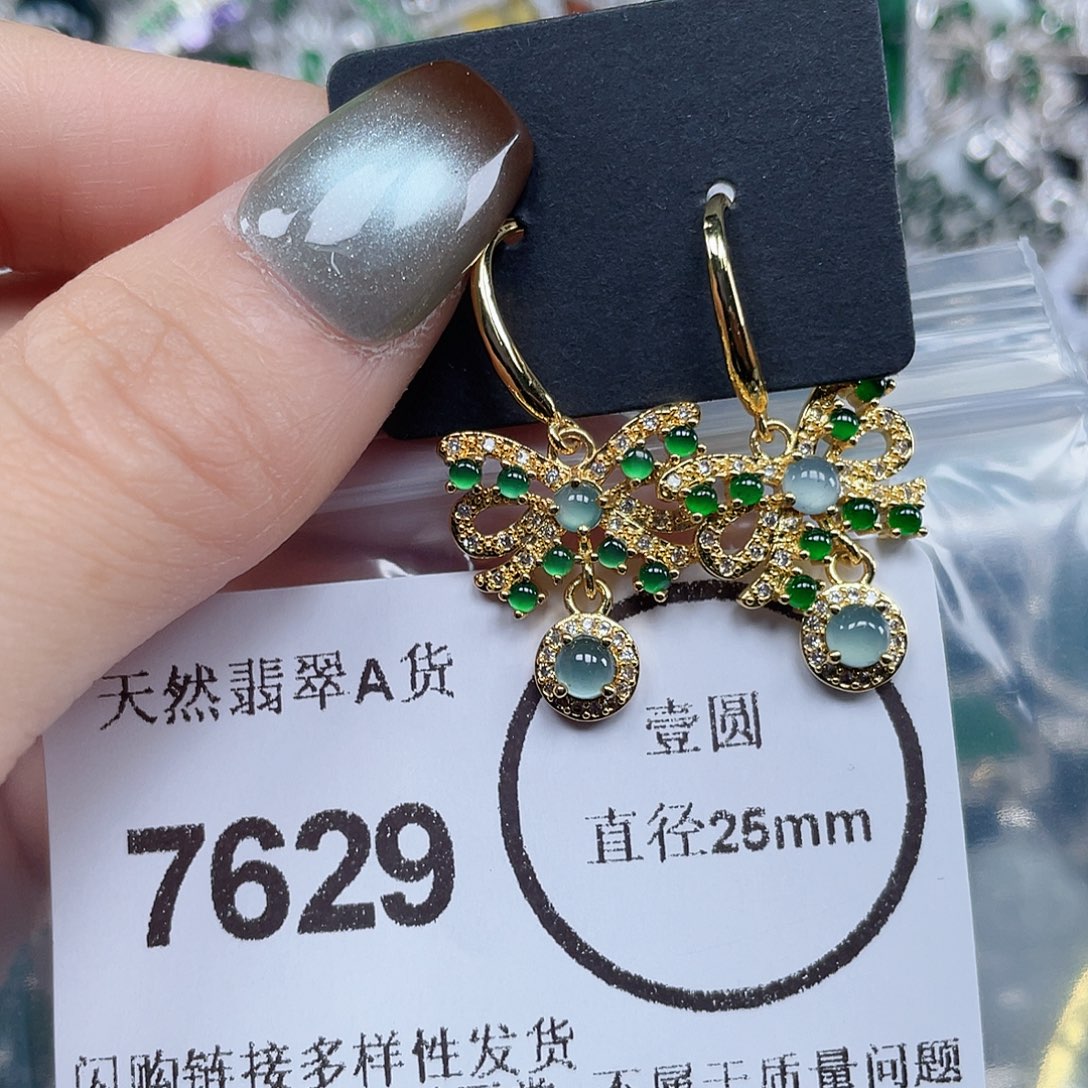 天然翡翠A货
7629
壹圆
直径25mm
闪购链接多样性发货
不属于质量问题